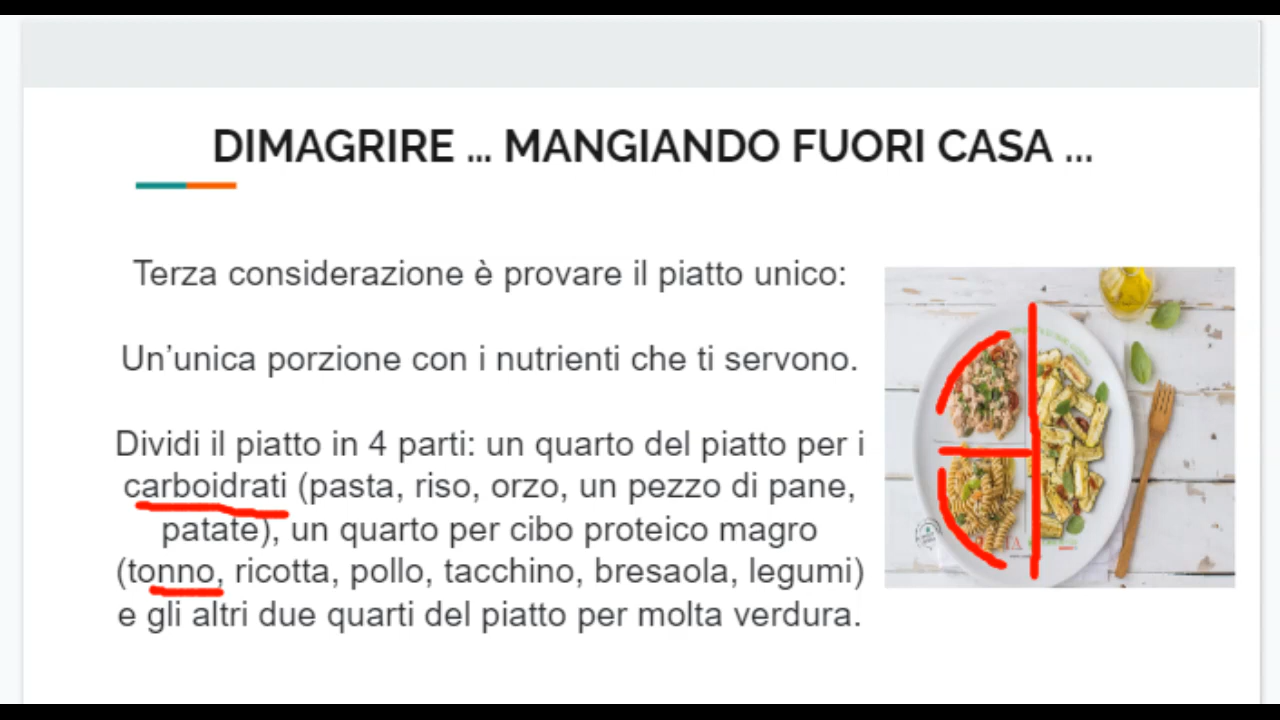 DIMAGRIRE ... MANGIANDO FUORI CASA ...
Terza considerazione è provare il piatto unico:
Un'unica porzione con i nutrienti che ti servono.
Dividi il piatto in 4 parti: un quarto del piatto per i
carboidrati (pasta, riso, orzo, un pezzo di pane,
patate), un quarto per cibo proteico magro
(tonno, ricotta, pollo, tacchino, bresaola, legumi)
e gli altri due quarti del piatto per molta verdura.